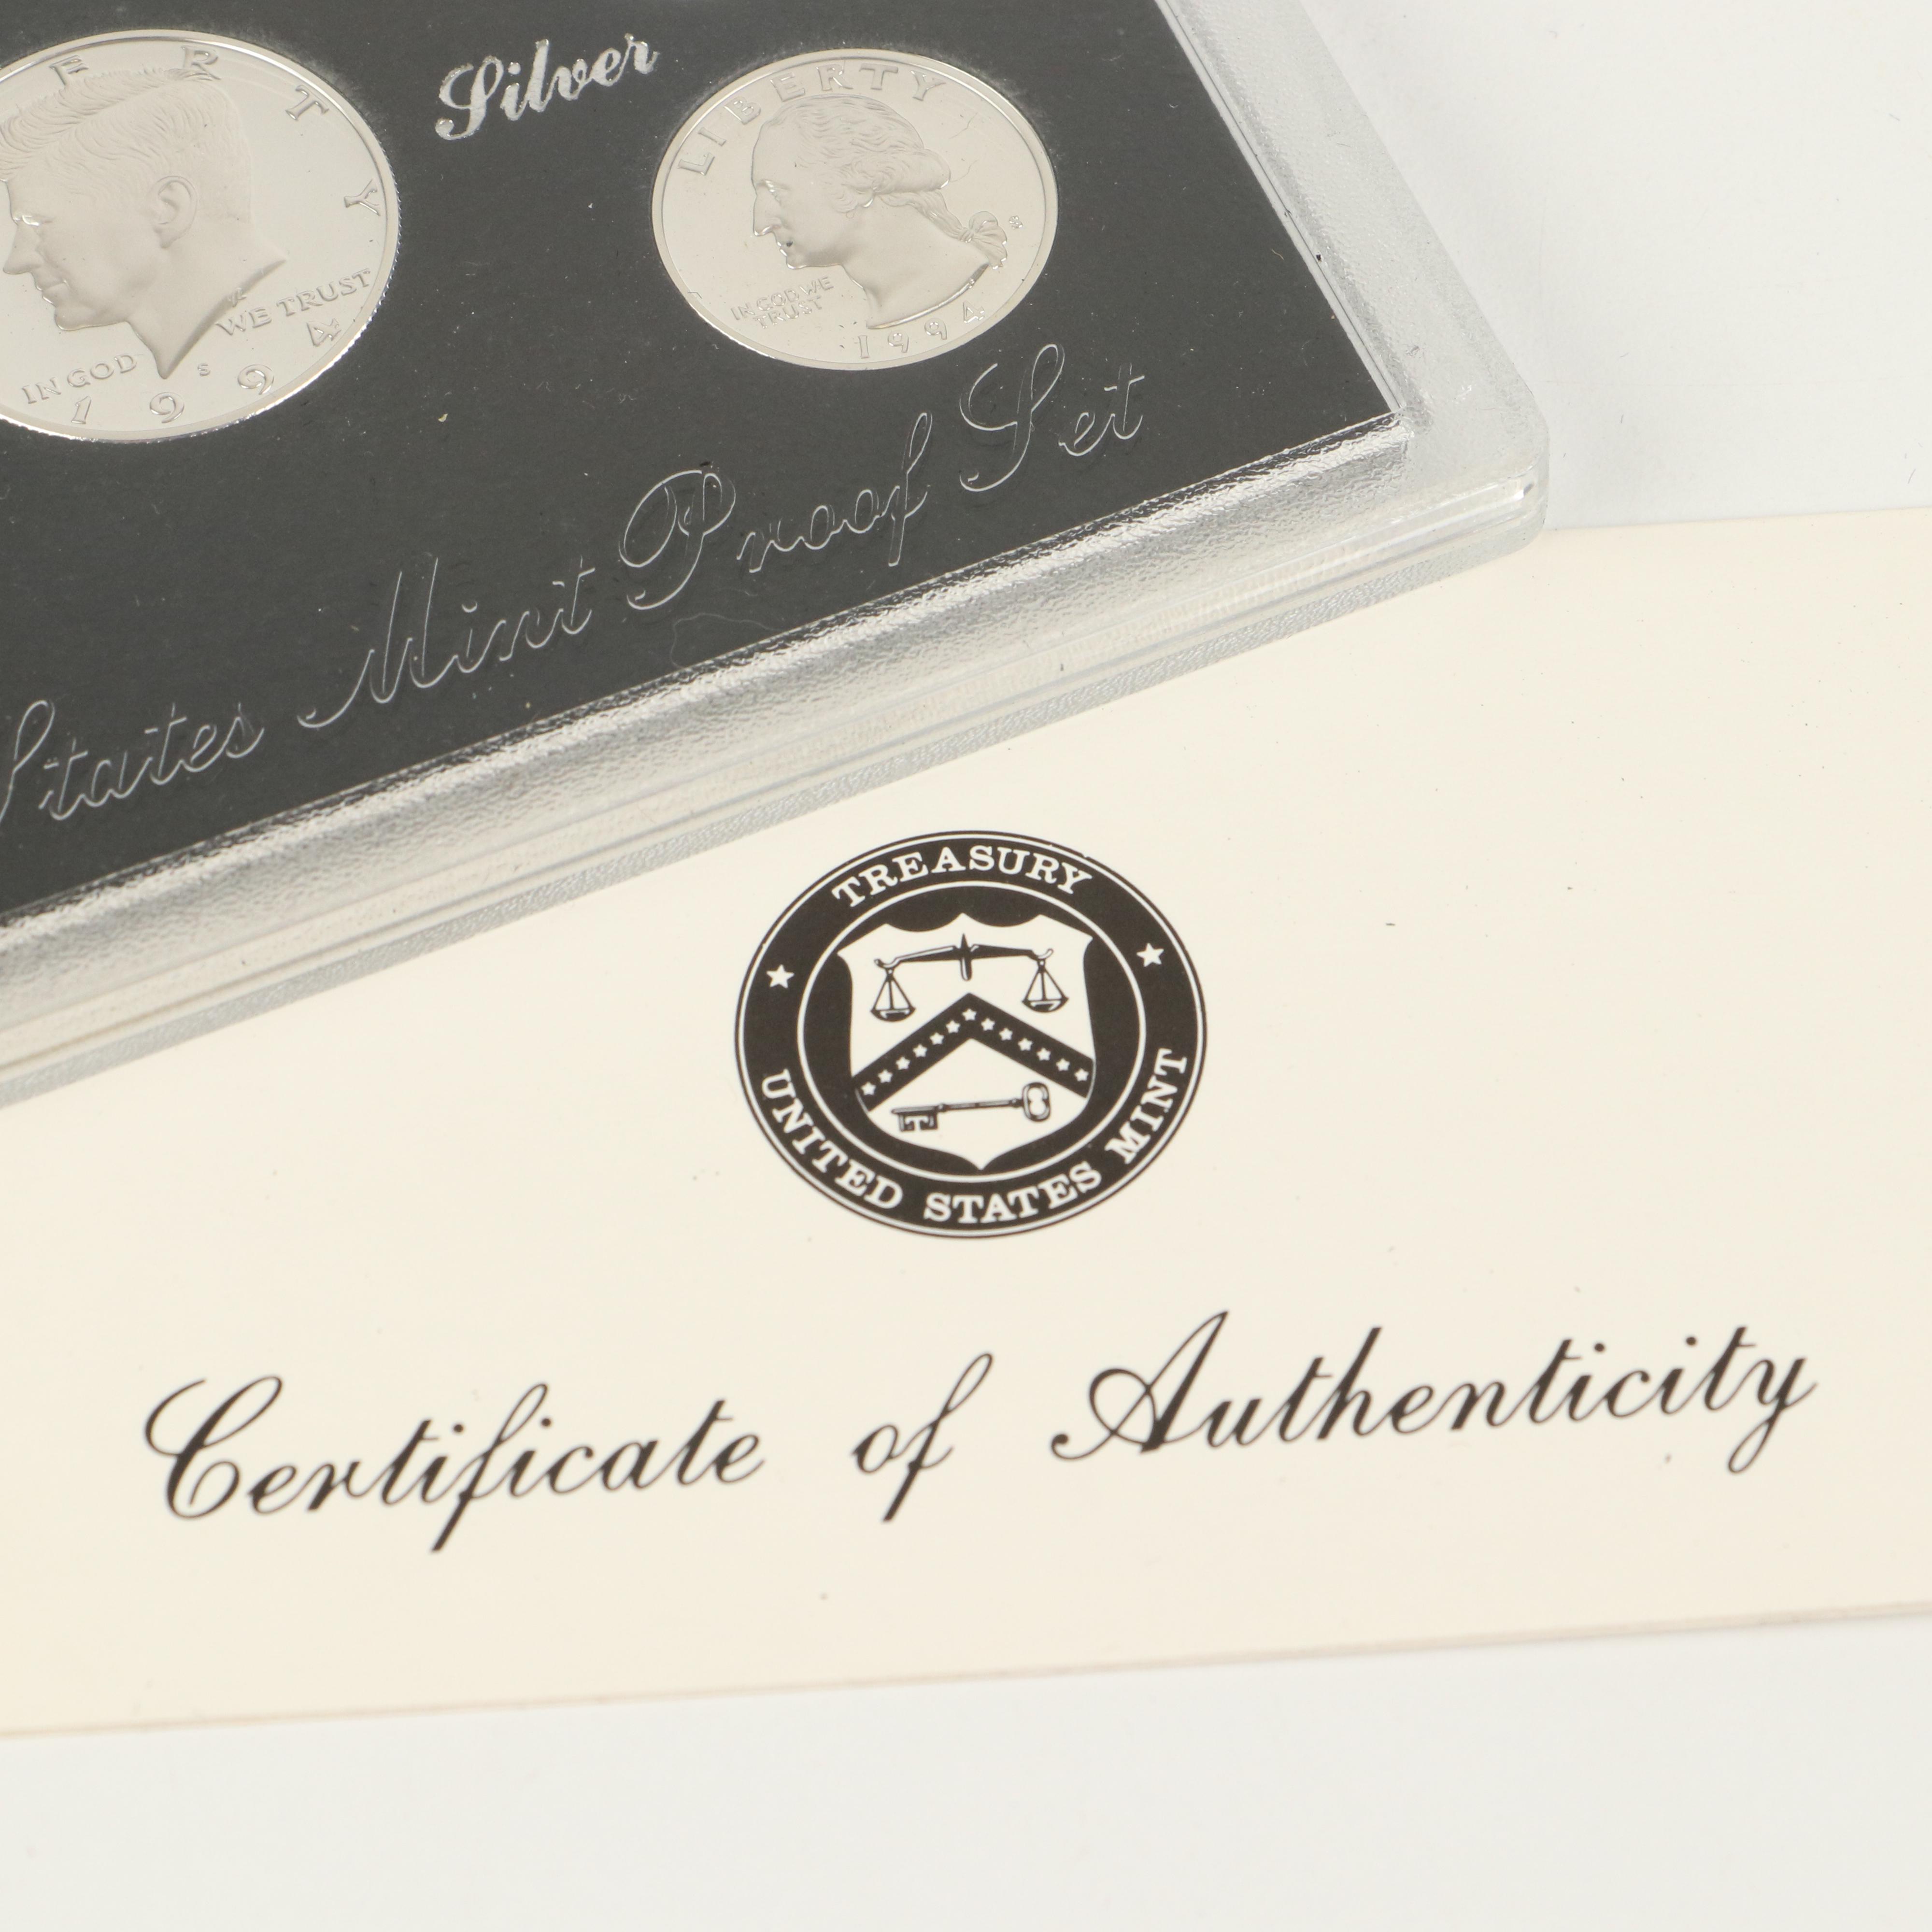 Silver
ERTY
IN GOD WE TRUST
S
1994
LIBERTY
IN GOD WE
TRUST
S
1994
States Mint Proof Set
TREASURY
T
UNITED STATES MINT
Certificate of Authenticity